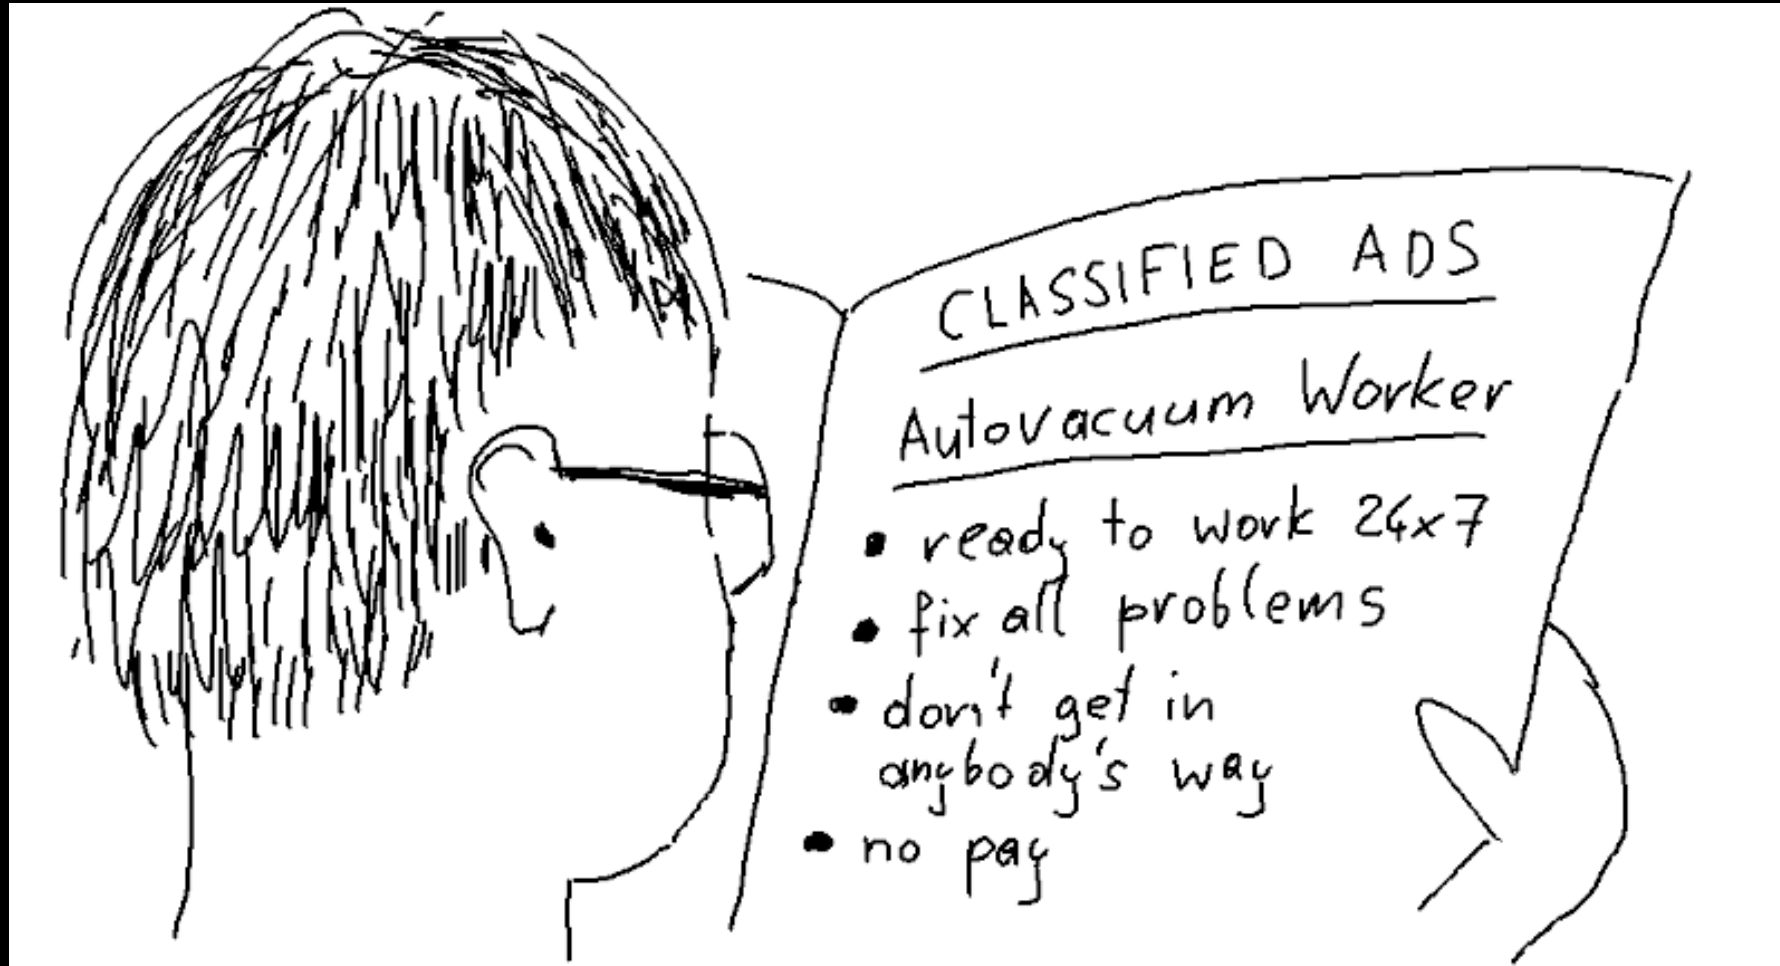 CLASSIFIED ADS
Autovacuum Worker
• ready to work 24x7
• fix all problems
• don't get in
anybody's way
• no pay